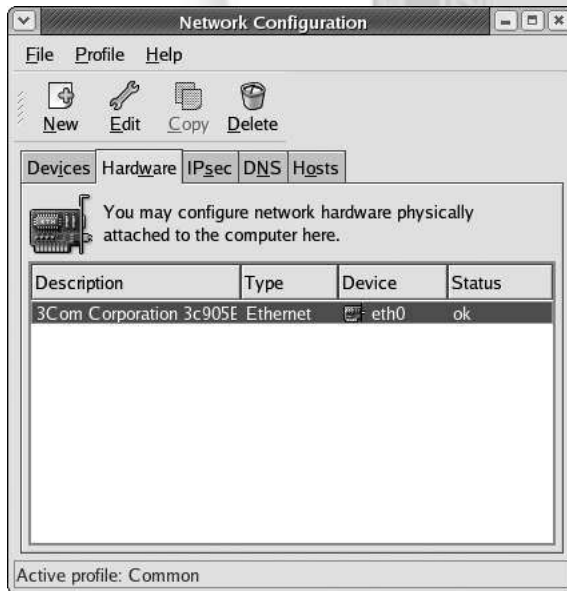 Network Configuration
File Profile Help
New Edit Copy Delete
Devices Hardware IPsec DNS Hosts
You may configure network hardware physically
attached to the computer here.
Description Type Device Status
3Com Corporation 3c905E Ethernet eth0 ok
Active profile: Common